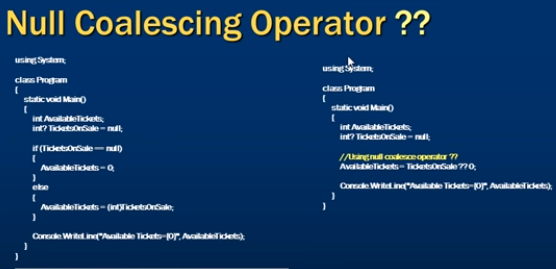 Null Coalescing Operator ??
using System;
class Program
{
static void Main()
{
int AvailableTickets;
int? TicketsOnSale = null;
if (TicketsOnSale == null)
{
AvailableTickets = 0;
}
else
{
AvailableTickets = (int)TicketsOnSale;
}
Console.WriteLine("Available Tickets={0}", AvailableTickets);
}
}
using System;
class Program
{
static void Main()
{
int AvailableTickets;
int? TicketsOnSale = null;
//Using null coalesce operator ??
AvailableTickets = TicketsOnSale ?? 0;
Console.WriteLine("Available Tickets={0}", AvailableTickets);
}
}